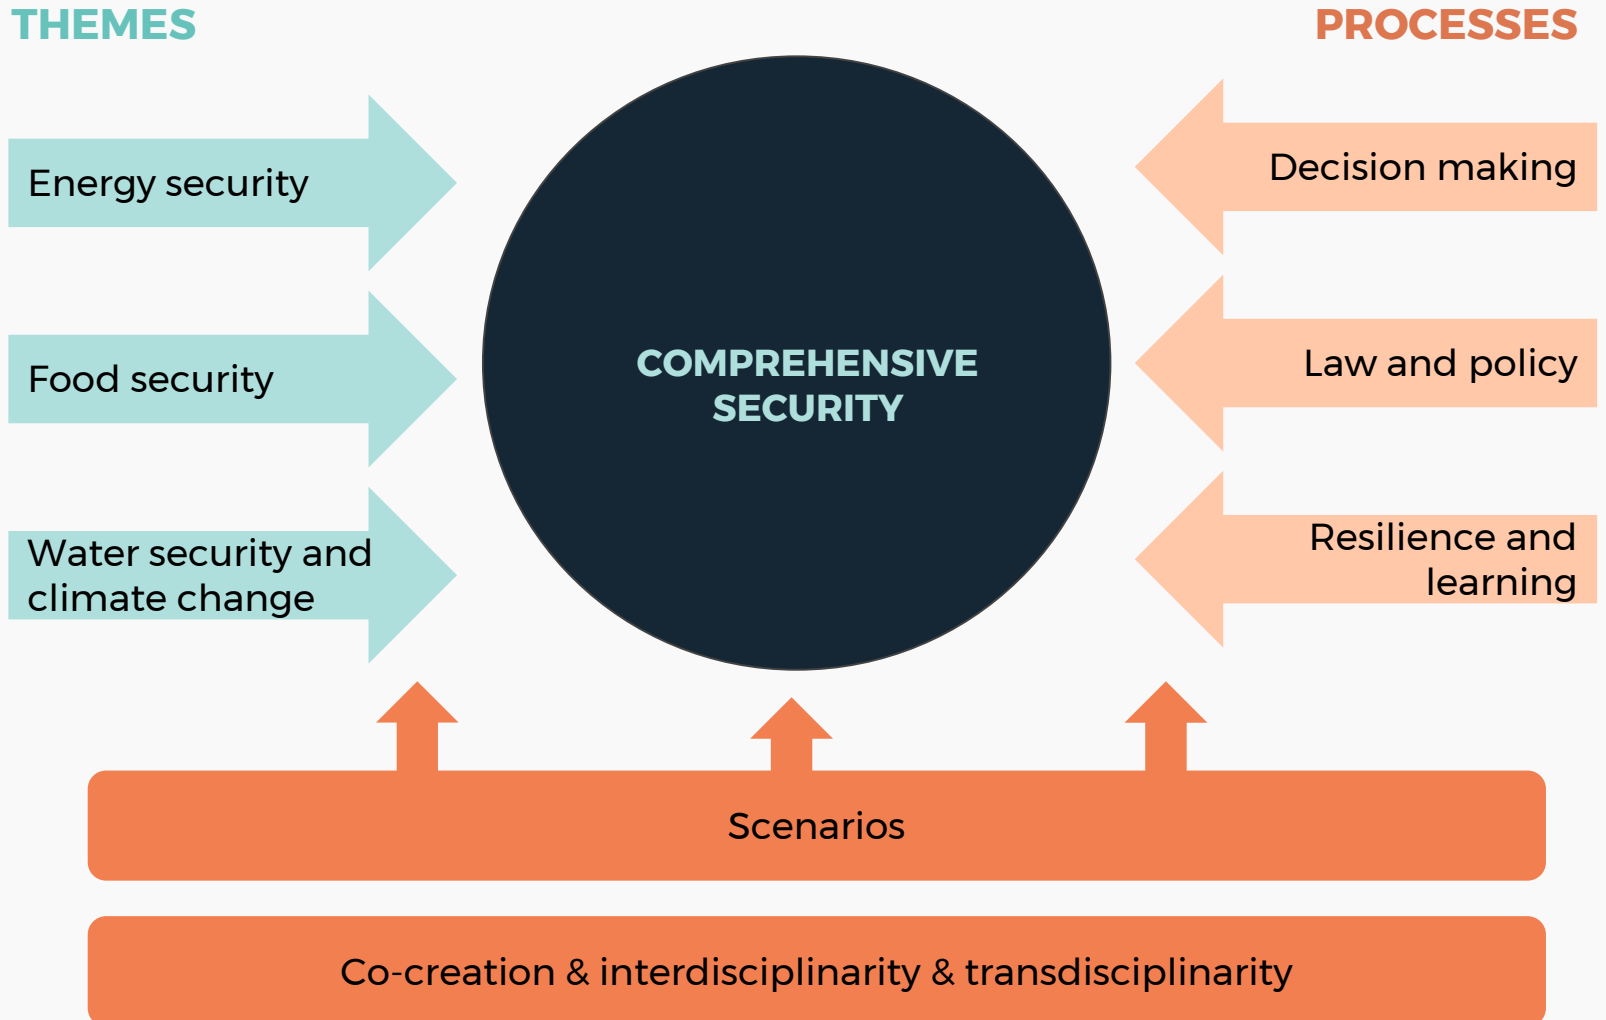 THEMES
PROCESSES
Energy security
Food security
Water security and
climate change
COMPREHENSIVE
SECURITY
Decision making
Law and policy
Resilience and
learning
Scenarios
Co-creation & interdisciplinarity & transdisciplinarity